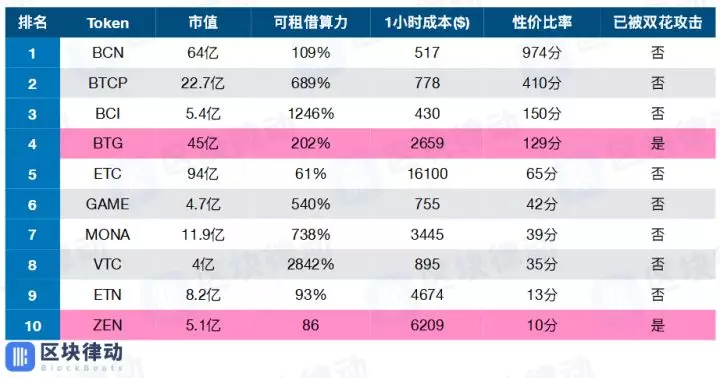 排名 Token 市值 可租借算力 1小时成本($) 性价比率 已被双花攻击
1 BCN 64亿 109% 517 974分 否
2 BTCP 22.7亿 689% 778 410分 否
3 BCI 5.4亿 1246% 430 150分 否
4 BTG 45亿 202% 2659 129分 是
5 ETC 94亿 61% 16100 65分 否
6 GAME 4.7亿 540% 755 42分 否
7 MONA 11.9亿 738% 3445 39分 否
8 VTC 4亿 2842% 895 35分 否
9 ETN 8.2亿 93% 4674 13分 否
10 ZEN 5.1亿 86 6209 10分 是
区块律动
BlockBeats